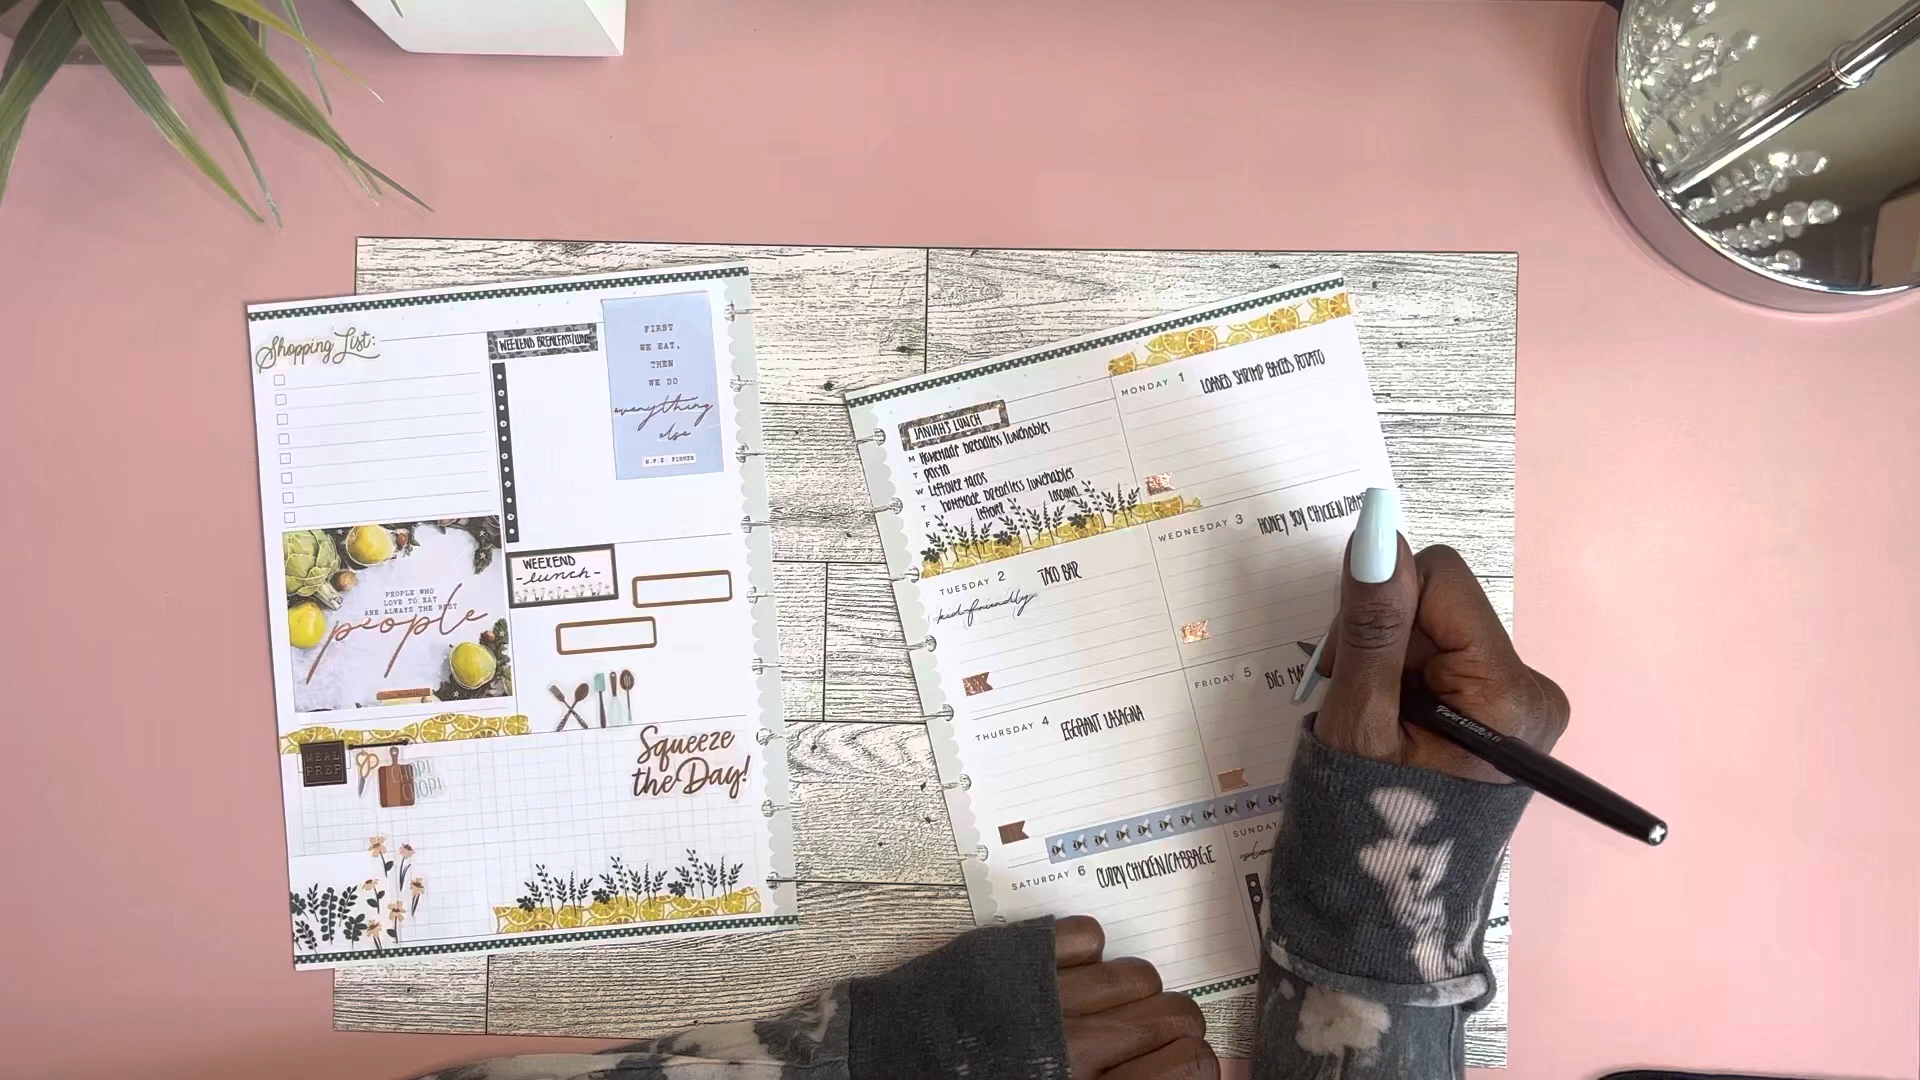 Shopping List:
WEEKEND BREAKFAST/LUNCH
FIRST
WE EAT,
THEN
WE DO
everything
else
M.F.K. FISHER
PEOPLE WHO
LOVE TO EAT
ARE ALWAYS THE BEST
people
WEEKEND
-lunch-
MEAL
PREP
CHOP!
CHOP!
Squeeze
the Day!
JANIAH'S LUNCH
M Homemade breadless lunchables
T pasta
W Leftover tacos
T homemade breadless lunchables
F leftover lasagna
MONDAY 1 LOADED SHRIMP BAKED POTATO
TUESDAY 2 TACO BAR
kid-friendly
WEDNESDAY 3 HONEY SOY CHICKEN/
THURSDAY 4 EGGPLANT LASAGNA
FRIDAY 5 BIG
SATURDAY 6 CURRY CHICKEN/CABBAGE
SUNDAY